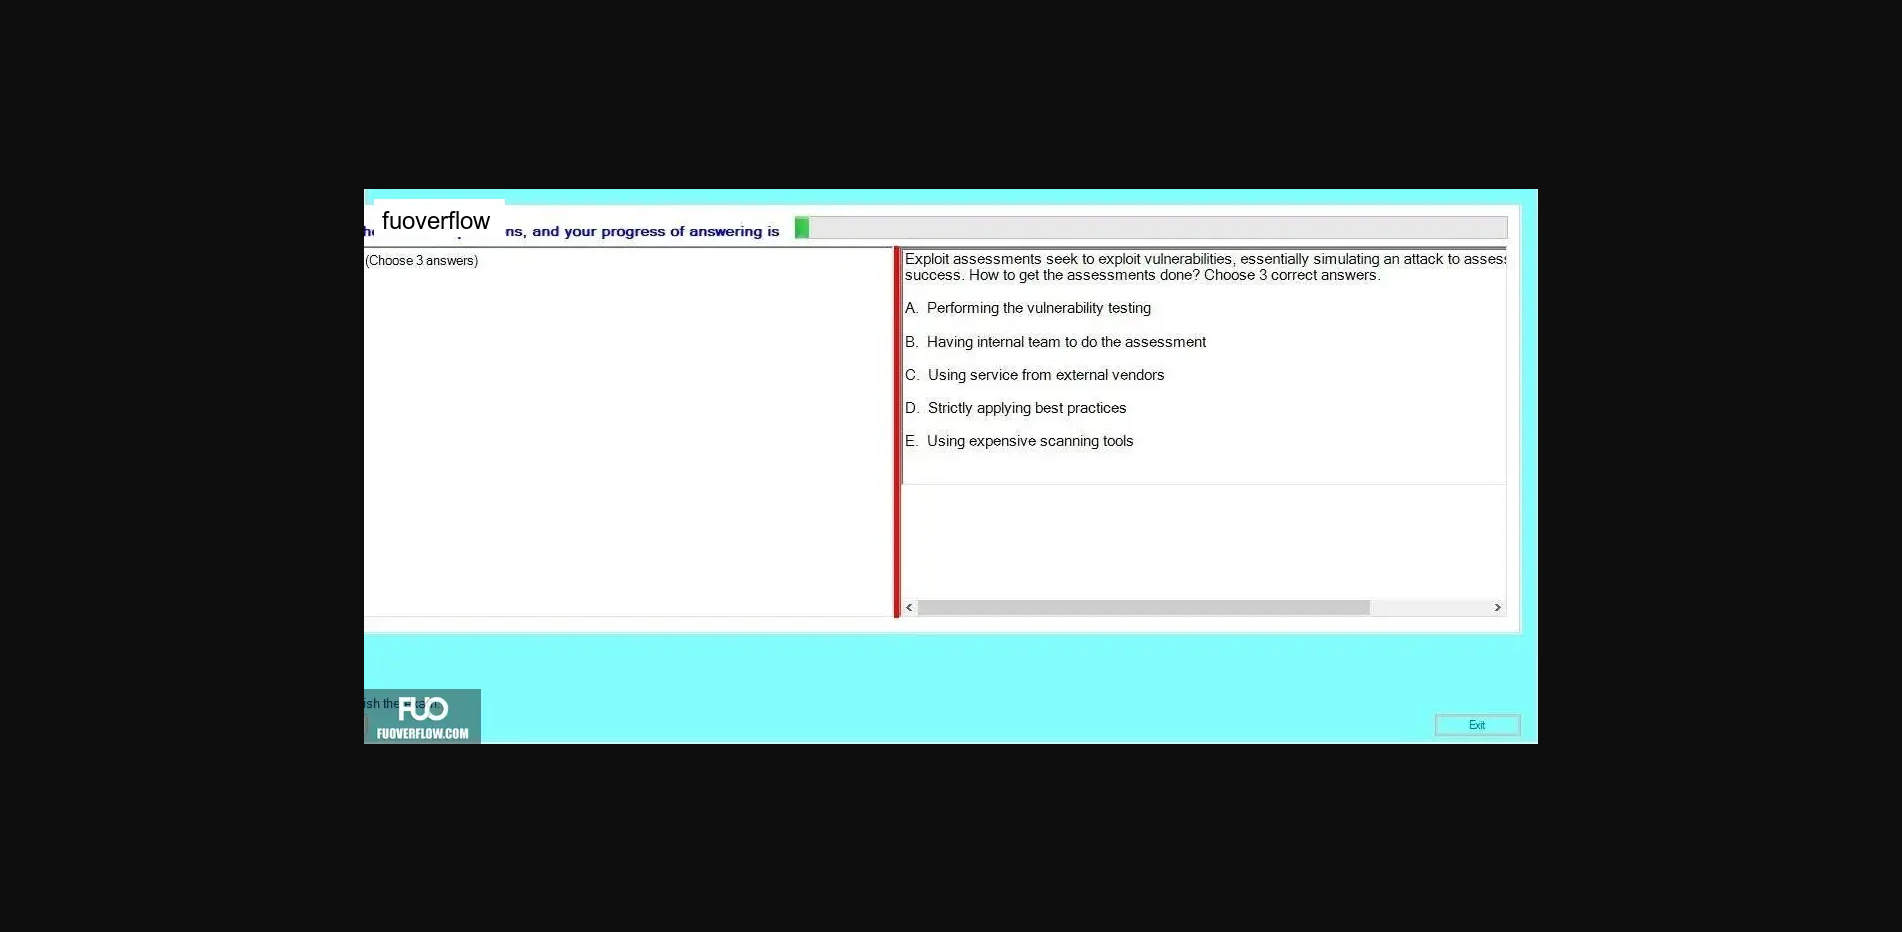 fuoverflow
ns, and your progress of answering is
(Choose 3 answers)
Exploit assessments seek to exploit vulnerabilities, essentially simulating an attack to assess
success. How to get the assessments done? Choose 3 correct answers.
A. Performing the vulnerability testing
B. Having internal team to do the assessment
C. Using service from external vendors
D. Strictly applying best practices
E. Using expensive scanning tools
ish the exam.
FUO
FUOVERFLOW.COM
Exit